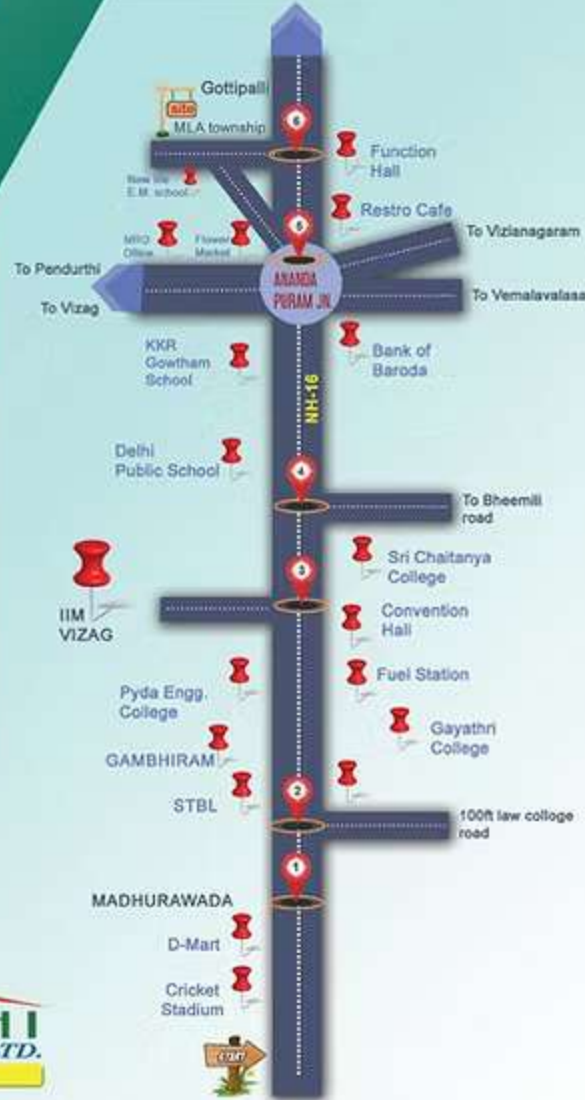 Gottipalli
site
MLA township
6
Function
Hall
E.M. school
5
Restro Cafe
To Vizianagaram
MRO
Office
Flower
Market
To Pendurthi
To Vizag
ANANDA
PURAM JN.
To Vemalavalasa
KKR
Gowtham
School
Bank of
Baroda
NH-16
Delhi
Public School
4
To Bheemili
road
3
Sri Chaitanya
College
IIM
VIZAG
Convention
Hall
Fuel Station
Pyda Engg.
College
Gayathri
College
GAMBHIRAM
STBL
2
100ft law colloge
road
1
MADHURAWADA
D-Mart
Cricket
Stadium
START
TD.